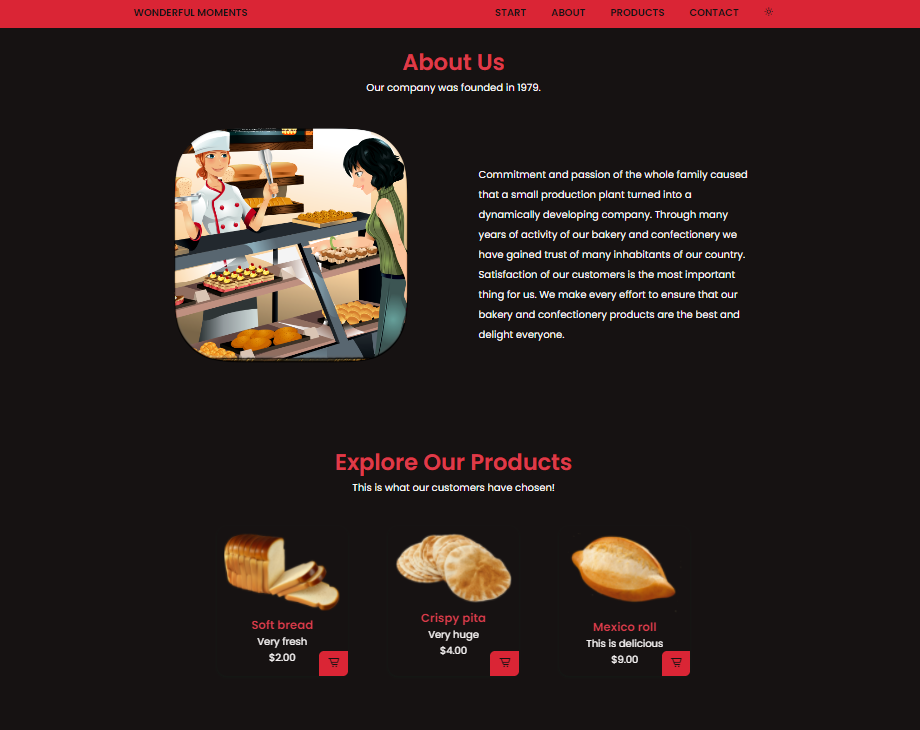 WONDERFUL MOMENTS START ABOUT PRODUCTS CONTACT
About Us
Our company was founded in 1979.
Commitment and passion of the whole family caused
that a small production plant turned into a
dynamically developing company. Through many
years of activity of our bakery and confectionery we
have gained trust of many inhabitants of our country.
Satisfaction of our customers is the most important
thing for us. We make every effort to ensure that our
bakery and confectionery products are the best and
delight everyone.
Explore Our Products
This is what our customers have chosen!
Soft bread
Very fresh
$2.00
Crispy pita
Very huge
$4.00
Mexico roll
This is delicious
$9.00